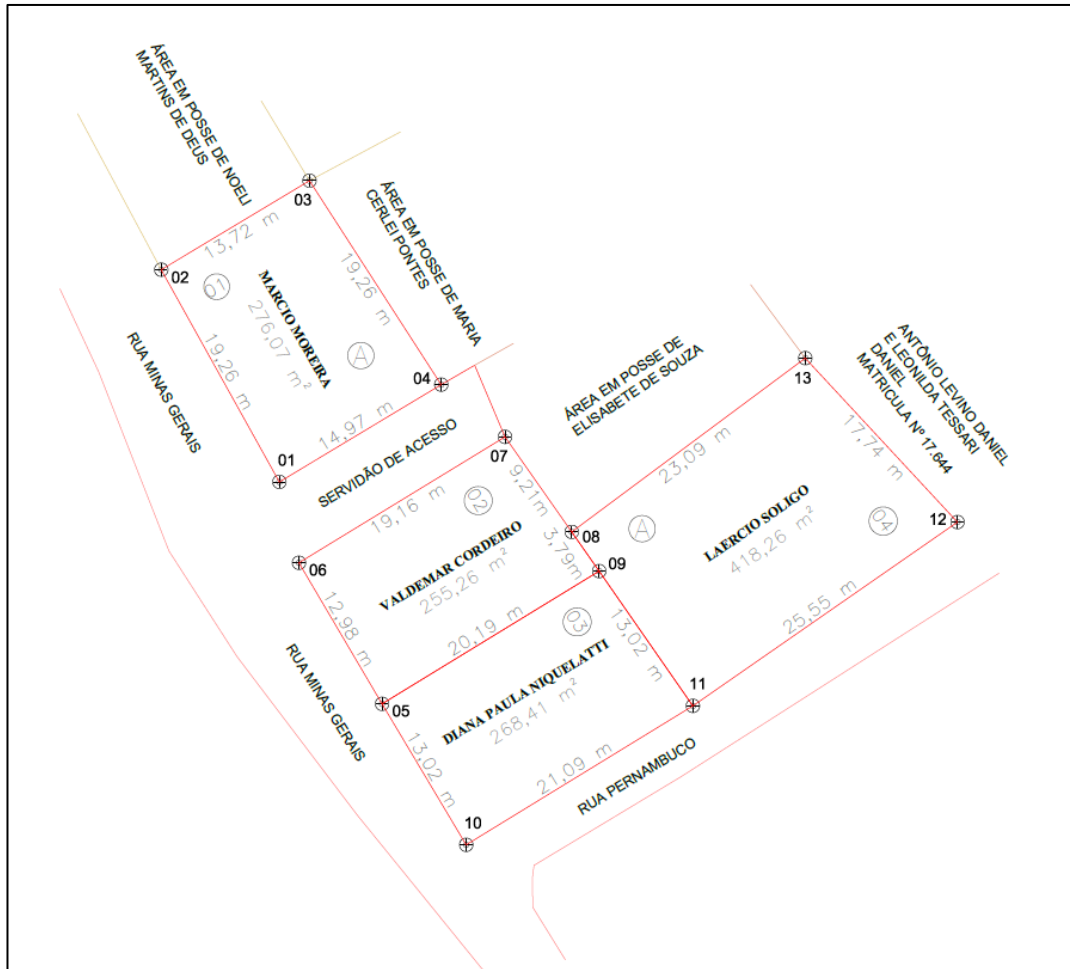 ÁREA EM POSSE DE NOELI
MARTINS DE DEUS
03
13,72 m
02
01
ÁREA EM POSSE DE MARIA
CERLEI PONTES
19,26 m
MARCIO MOREIRA
276,07 m²
A
RUA MINAS GERAIS
19,26 m
04
14,97 m
01
SERVIDÃO DE ACESSO
ÁREA EM POSSE DE
ELISABETE DE SOUZA
13
ANTÔNIO LEVINO DANIEL
E LEONILDA TESSARI
DANIEL
MATRICULA Nº 17.644
17,74 m
07
19,16 m
02
9,21m
23,09 m
08
A
LAERCIO SOLIGO
418,26 m²
04
12
06
VALDEMAR CORDEIRO
255,26 m²
3,79m
09
12,98 m
20,19 m
03
13,02 m
25,55 m
RUA MINAS GERAIS
05
DIANA PAULA NIQUELATTI
268,41 m²
11
13,02 m
21,09 m
RUA PERNAMBUCO
10